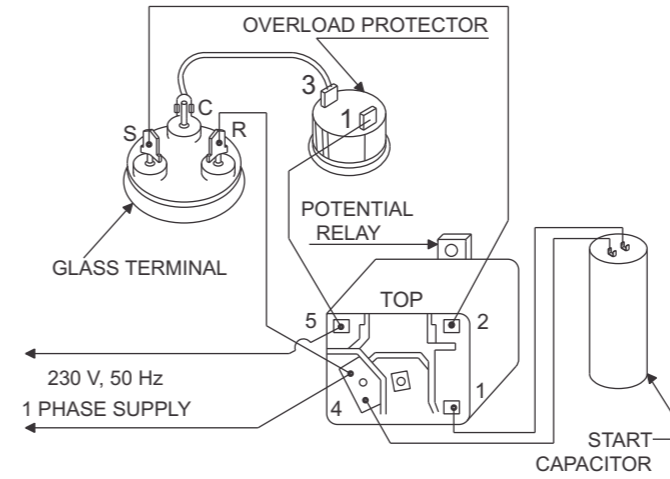 OVERLOAD PROTECTOR
3
C
1
S
R
POTENTIAL
RELAY
GLASS TERMINAL
TOP
5
2
230 V, 50 Hz
1
1 PHASE SUPPLY
4
START
CAPACITOR